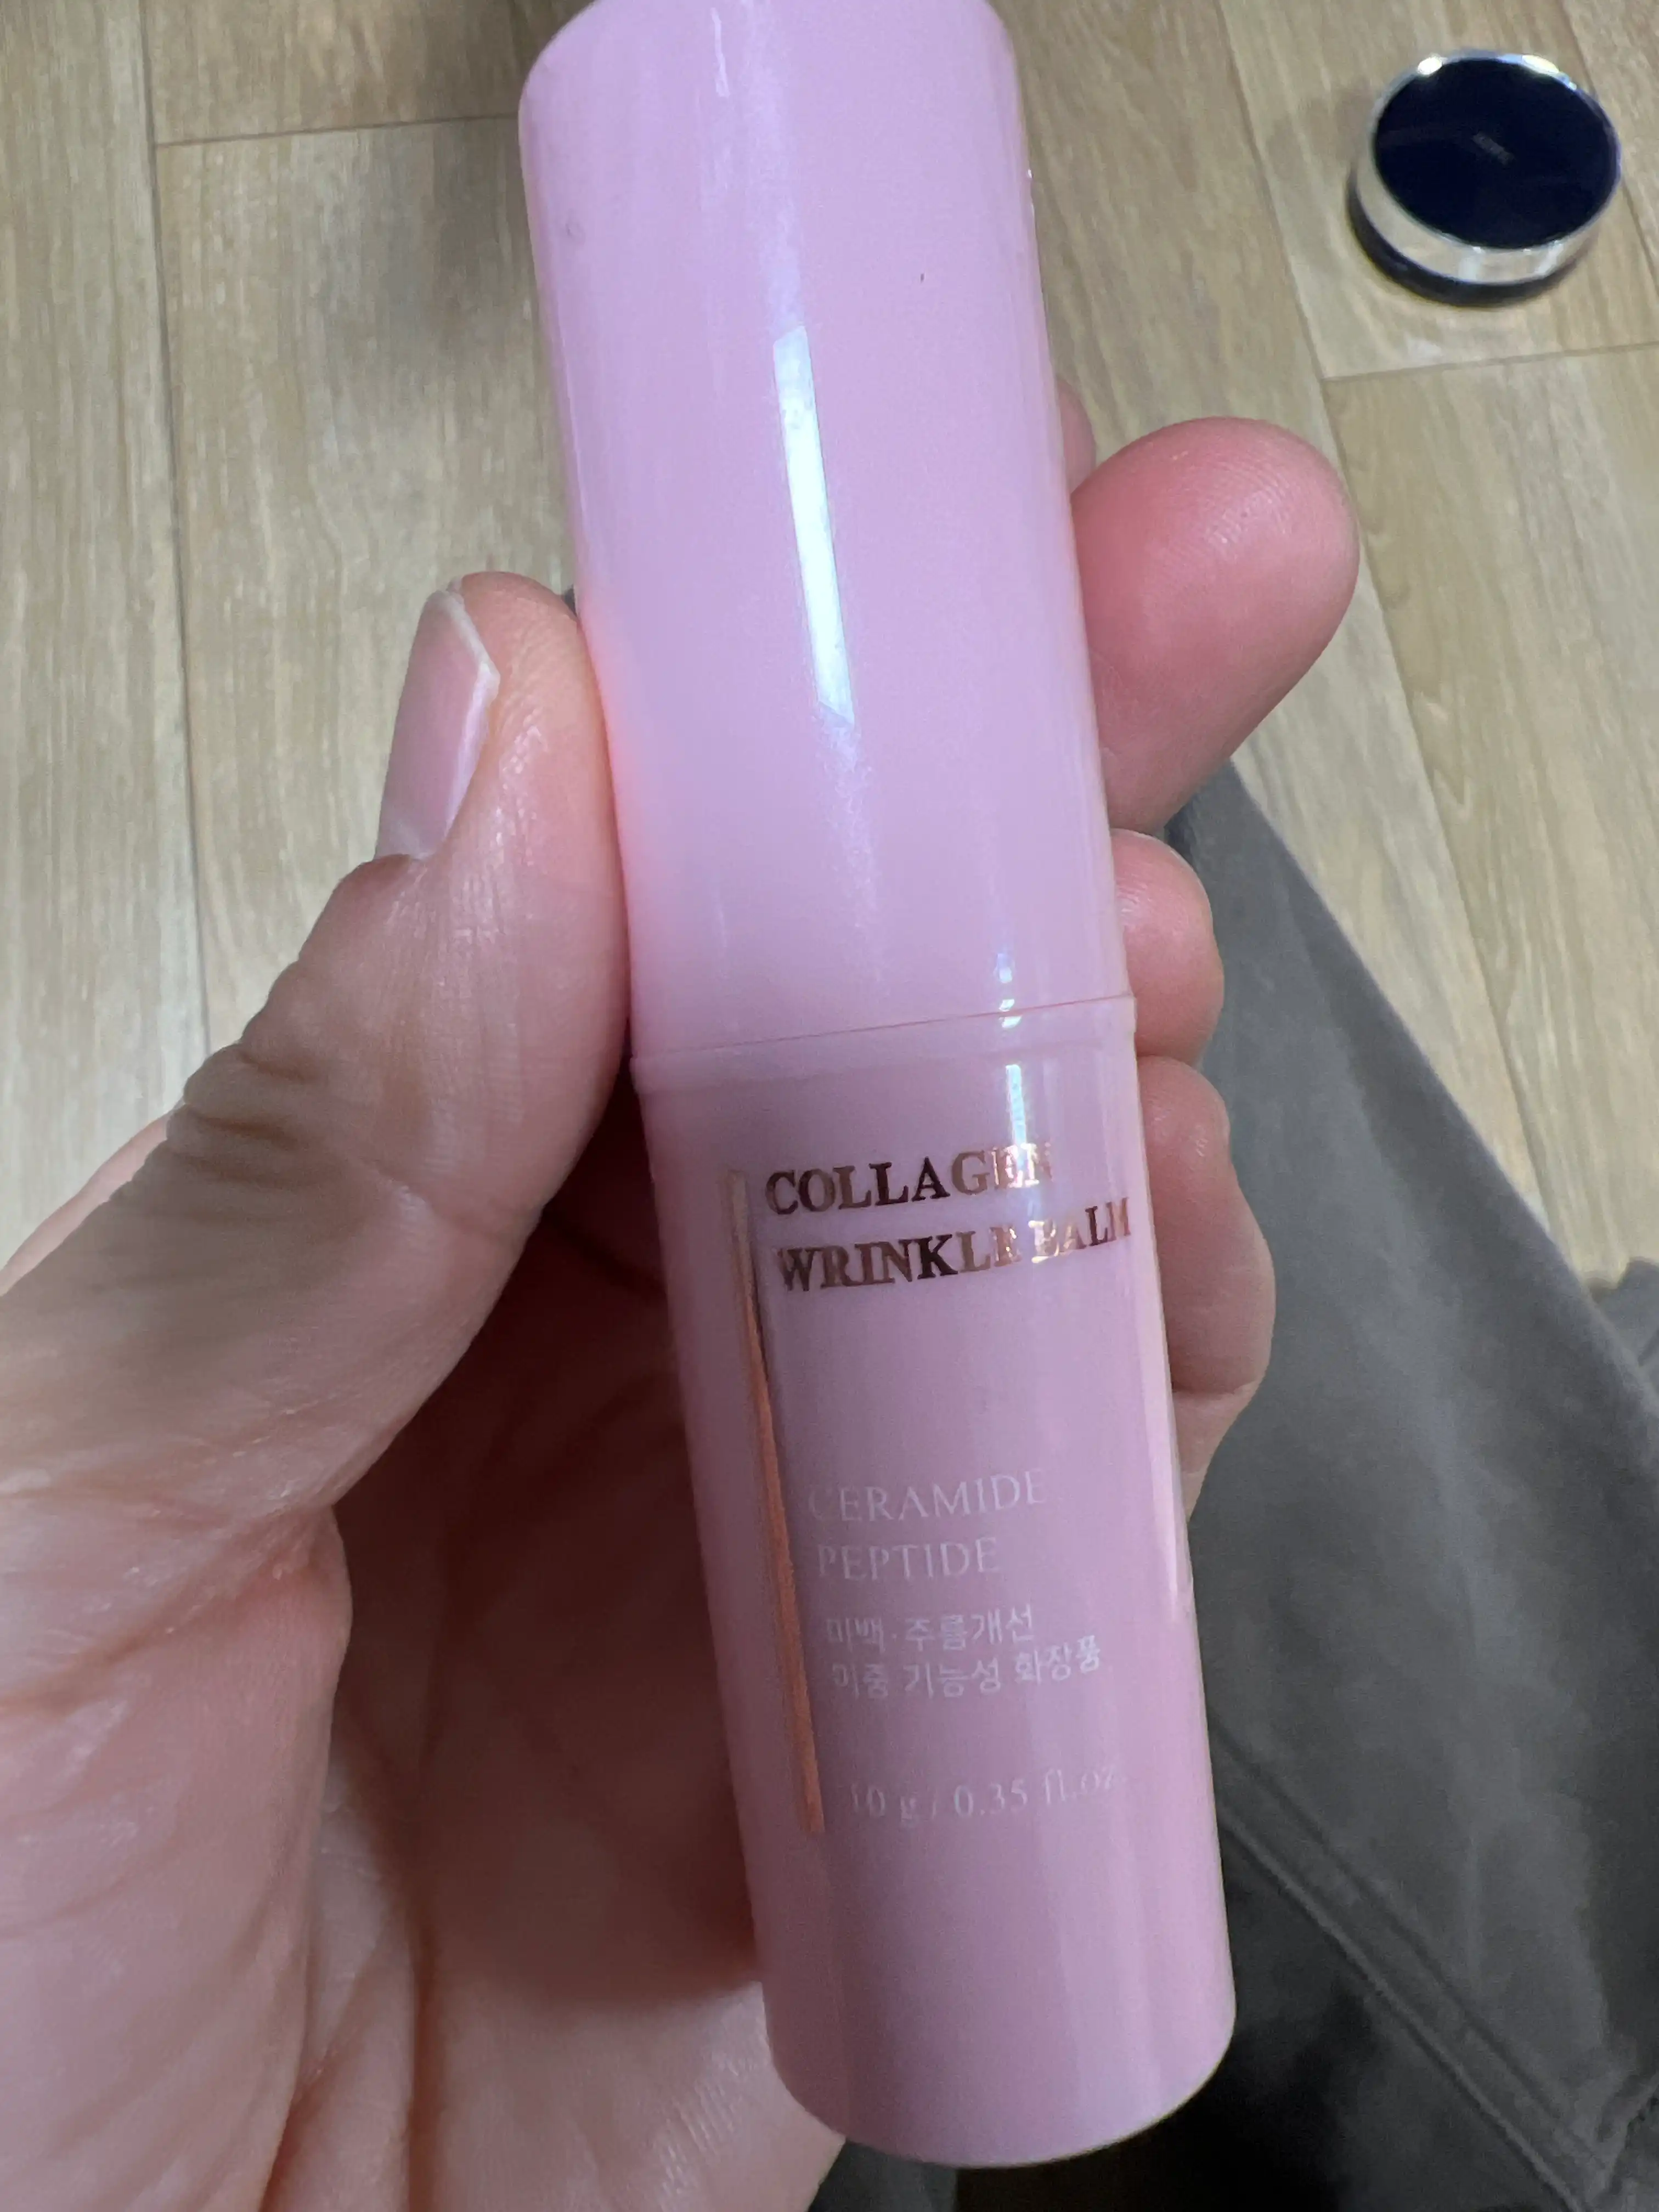 COLLAGEN
WRINKLE BALM
CERAMIDE
PEPTIDE
미백·주름개선
이중 기능성 화장품
10 g / 0.35 fl.oz.